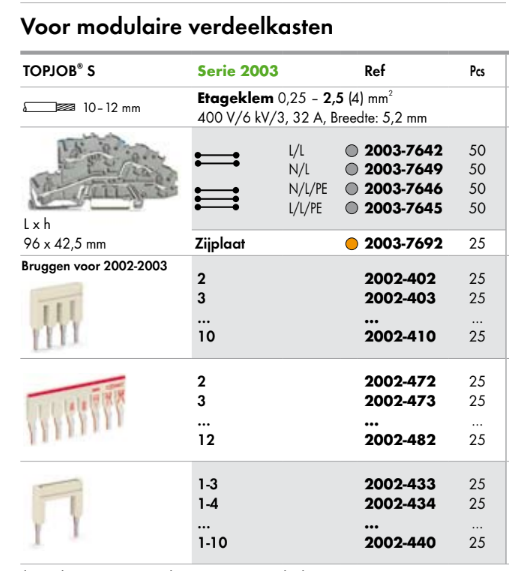 Voor modulaire verdeelkasten
TOPJOB® S Serie 2003 Ref Pcs
10–12 mm
Etageklem 0,25 – 2,5 (4) mm²
400 V/6 kV/3, 32 A, Breedte: 5,2 mm
L/L 2003-7642 50
N/L 2003-7649 50
N/L/PE 2003-7646 50
L/L/PE 2003-7645 50
L x h
96 x 42,5 mm
Zijplaat 2003-7692 25
Bruggen voor 2002-2003
2 2002-402 25
3 2002-403 25
... ... ...
10 2002-410 25
2 2002-472 25
3 2002-473 25
... ... ...
12 2002-482 25
1-3 2002-433 25
1-4 2002-434 25
... ... ...
1-10 2002-440 25